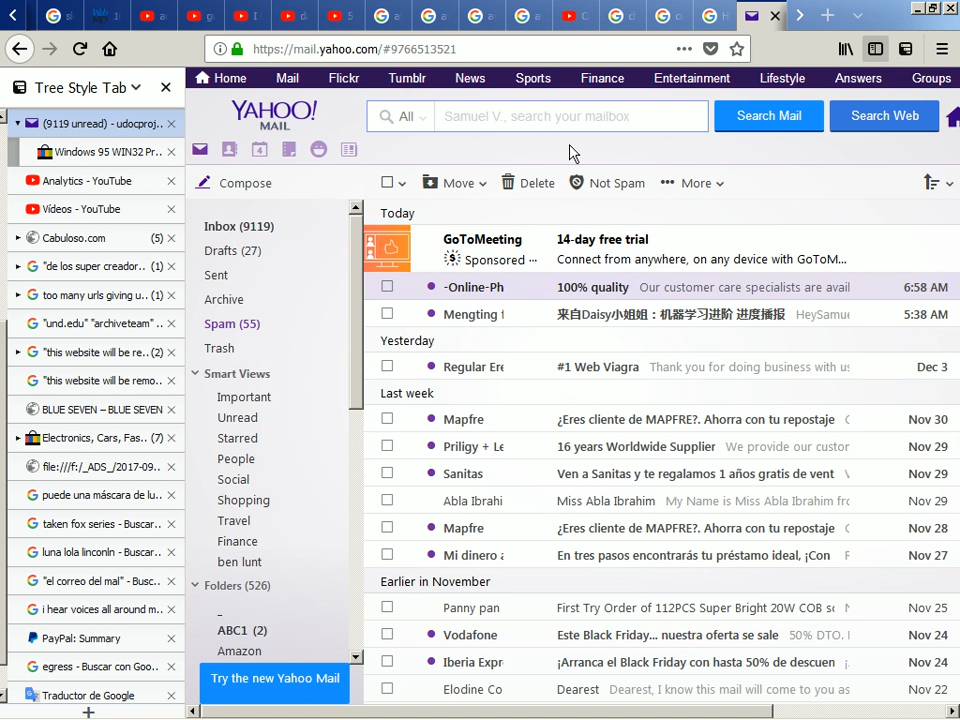 https://mail.yahoo.com/#9766513521
Tree Style Tab
(9119 unread) - udocproj..
Windows 95 WIN32 Pr...
Analytics - YouTube
Vídeos - YouTube
Cabuloso.com (5)
"de los super creador.. (1)
too many urls giving u.. (1)
"und.edu" "archiveteam" ..
"this website will be re.. (2)
"this website will be remo..
BLUE SEVEN – BLUE SEVEN
Electronics, Cars, Fas.. (7)
file:///f:/_ADS_/2017-09..
puede una máscara de lu..
taken fox series - Buscar..
luna lola linconln - Buscar..
"el correo del mal" - Busc..
i hear voices all around m..
PayPal: Summary
egress - Buscar con Goo..
Traductor de Google
Home Mail Flickr Tumblr News Sports Finance Entertainment Lifestyle Answers Groups
YAHOO!
MAIL
All
Samuel V., search your mailbox
Search Mail
Search Web
Compose
Move Delete Not Spam More
Inbox (9119)
Drafts (27)
Sent
Archive
Spam (55)
Trash
Smart Views
Important
Unread
Starred
People
Social
Shopping
Travel
Finance
ben lunt
Folders (526)
_
ABC1 (2)
Amazon
Try the new Yahoo Mail
Today
GoToMeeting 14-day free trial
Sponsored Connect from anywhere, on any device with GoToM...
-Online-Ph 100% quality Our customer care specialists are avail 6:58 AM
Mengting 来自Daisy小姐姐：机器学习进阶 进度播报 HeySamue 5:38 AM
Yesterday
Regular Ere #1 Web Viagra Thank you for doing business with us Dec 3
Last week
Mapfre ¿Eres cliente de MAPFRE?. Ahorra con tu repostaje Nov 30
Priligy + Le 16 years Worldwide Supplier We provide our custor Nov 29
Sanitas Ven a Sanitas y te regalamos 1 años gratis de vent Nov 29
Abla Ibrahi Miss Abla Ibrahim My Name is Miss Abla Ibrahim fro Nov 29
Mapfre ¿Eres cliente de MAPFRE?. Ahorra con tu repostaje Nov 28
Mi dinero a En tres pasos encontrarás tu préstamo ideal, ¡Con Nov 27
Earlier in November
Panny pan First Try Order of 112PCS Super Bright 20W COB sc Nov 25
Vodafone Este Black Friday... nuestra oferta se sale 50% DTO. Nov 24
Iberia Expr ¡Arranca el Black Friday con hasta 50% de descuen Nov 24
Elodine Co Dearest Dearest, I know this mail will come to you as Nov 22